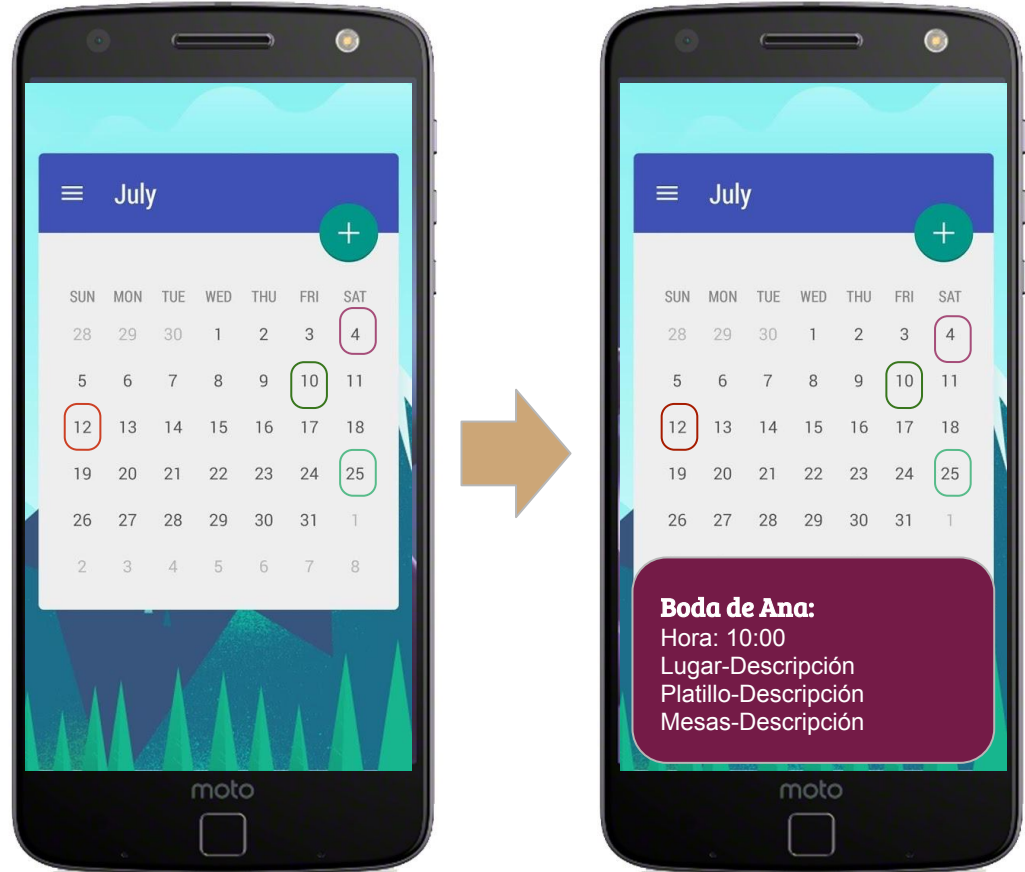 July
+
SUN MON TUE WED THU FRI SAT
28 29 30 1 2 3 4
5 6 7 8 9 10 11
12 13 14 15 16 17 18
19 20 21 22 23 24 25
26 27 28 29 30 31 1
2 3 4 5 6 7 8
moto
July
+
SUN MON TUE WED THU FRI SAT
28 29 30 1 2 3 4
5 6 7 8 9 10 11
12 13 14 15 16 17 18
19 20 21 22 23 24 25
26 27 28 29 30 31 1
Boda de Ana:
Hora: 10:00
Lugar-Descripción
Platillo-Descripción
Mesas-Descripción
moto